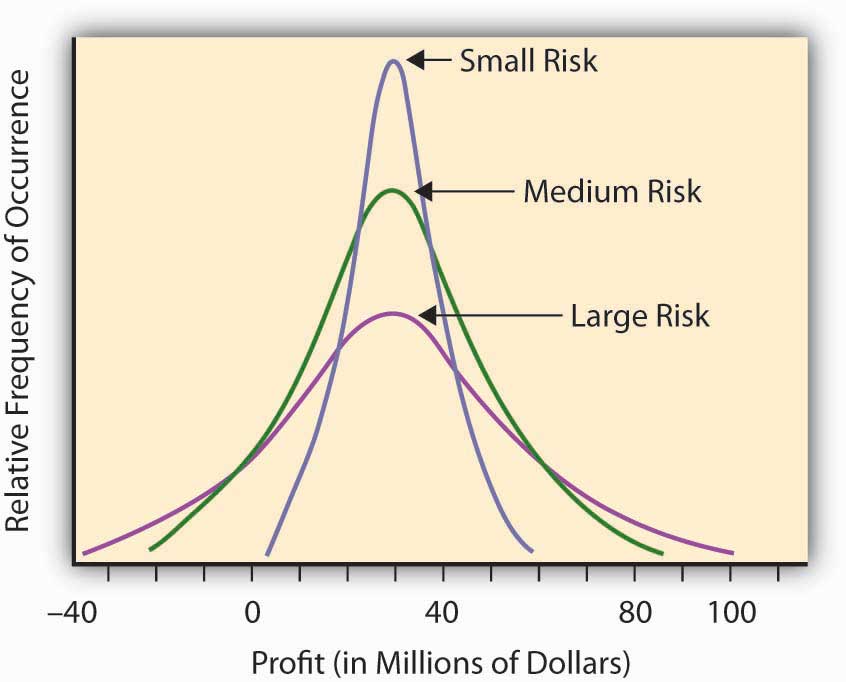 Relative Frequency of Occurrence
Small Risk
Medium Risk
Large Risk
–40 0 40 80 100
Profit (in Millions of Dollars)